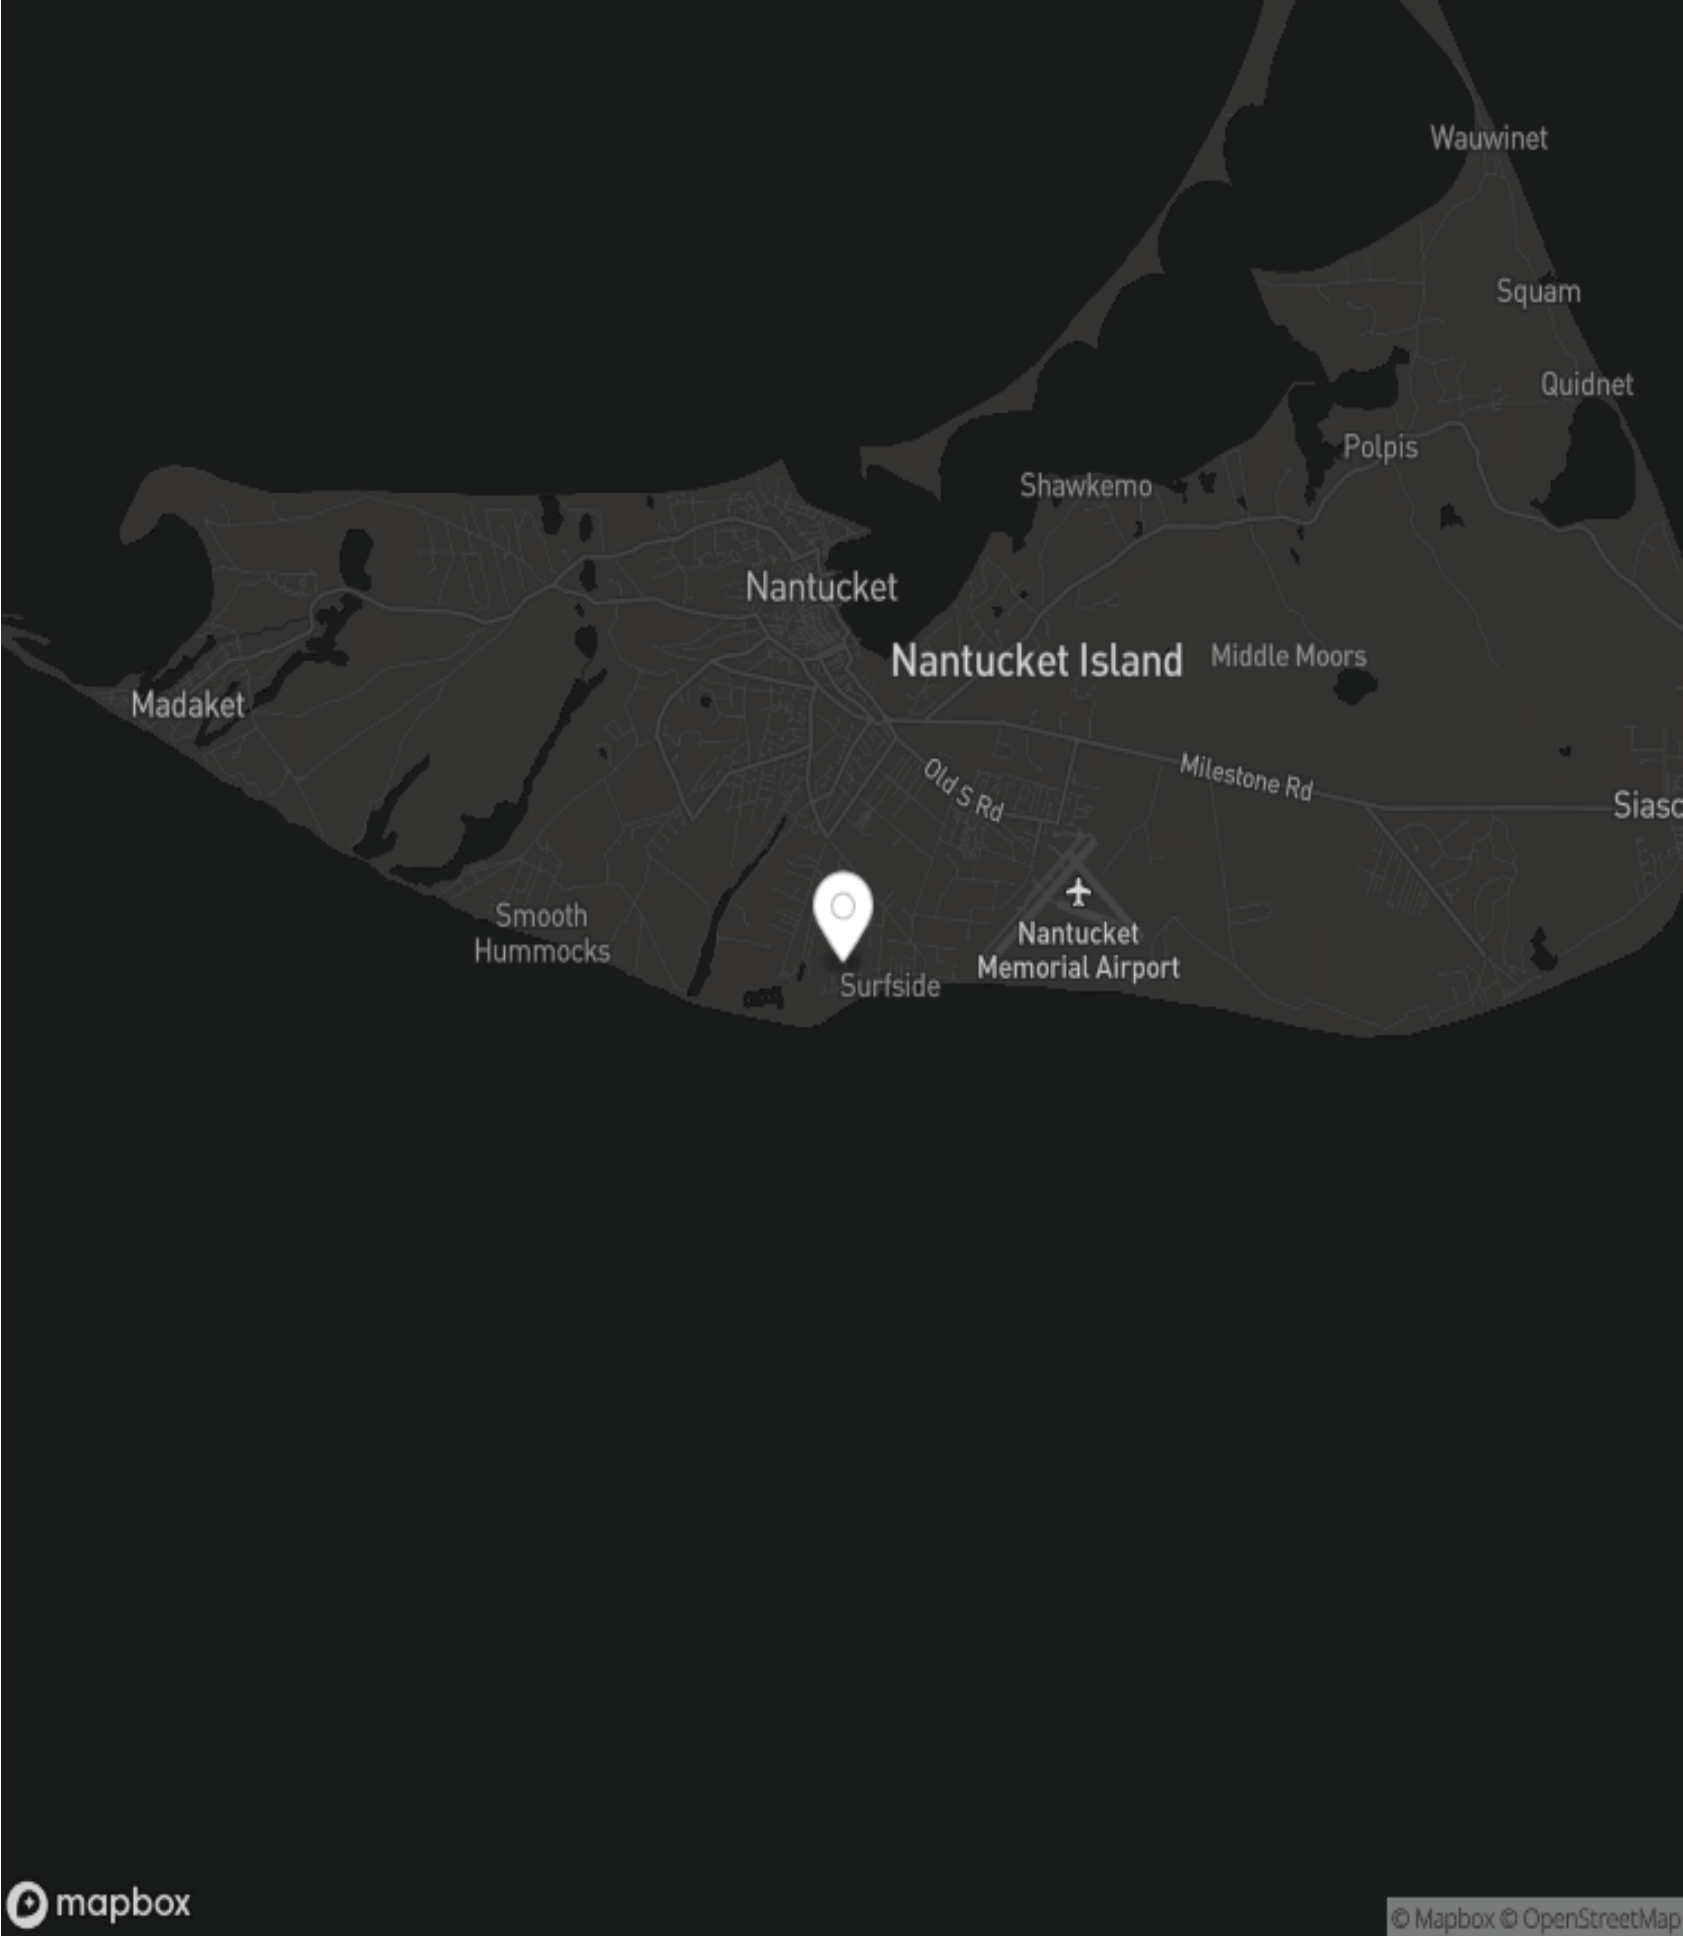 Wauwinet
Squam
Quidnet
Polpis
Shawkemo
Nantucket
Nantucket Island
Middle Moors
Madaket
Old S Rd
Milestone Rd
Siasc
Smooth
Hummocks
Nantucket
Memorial Airport
Surfside
mapbox
© Mapbox © OpenStreetMap